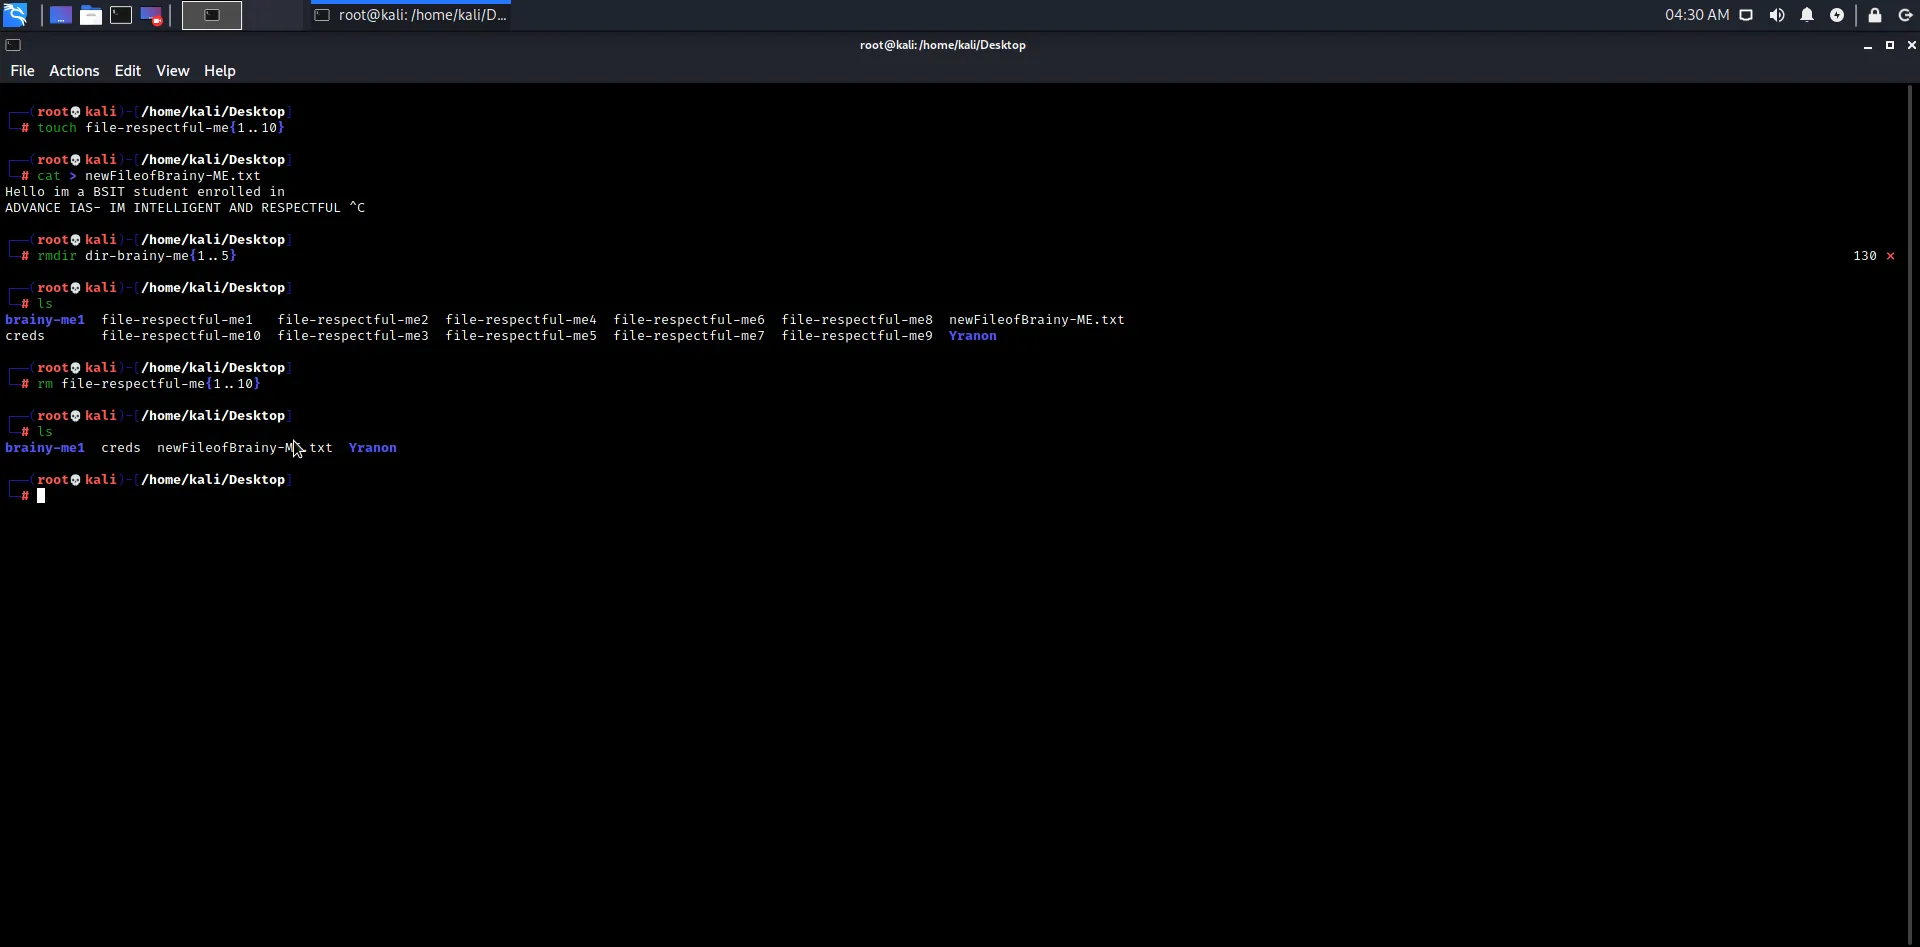 root@kali: /home/kali/D...
04:30 AM
root@kali:/home/kali/Desktop
File Actions Edit View Help
┌──(root💀kali)-[/home/kali/Desktop]
└─# touch file-respectful-me{1..10}
┌──(root💀kali)-[/home/kali/Desktop]
└─# cat > newFileofBrainy-ME.txt
Hello im a BSIT student enrolled in
ADVANCE IAS- IM INTELLIGENT AND RESPECTFUL ^C
┌──(root💀kali)-[/home/kali/Desktop]
└─# rmdir dir-brainy-me{1..5} 130 ⨯
┌──(root💀kali)-[/home/kali/Desktop]
└─# ls
brainy-me1 file-respectful-me1 file-respectful-me2 file-respectful-me4 file-respectful-me6 file-respectful-me8 newFileofBrainy-ME.txt
creds file-respectful-me10 file-respectful-me3 file-respectful-me5 file-respectful-me7 file-respectful-me9 Yranon
┌──(root💀kali)-[/home/kali/Desktop]
└─# rm file-respectful-me{1..10}
┌──(root💀kali)-[/home/kali/Desktop]
└─# ls
brainy-me1 creds newFileofBrainy-ME.txt Yranon
┌──(root💀kali)-[/home/kali/Desktop]
└─#